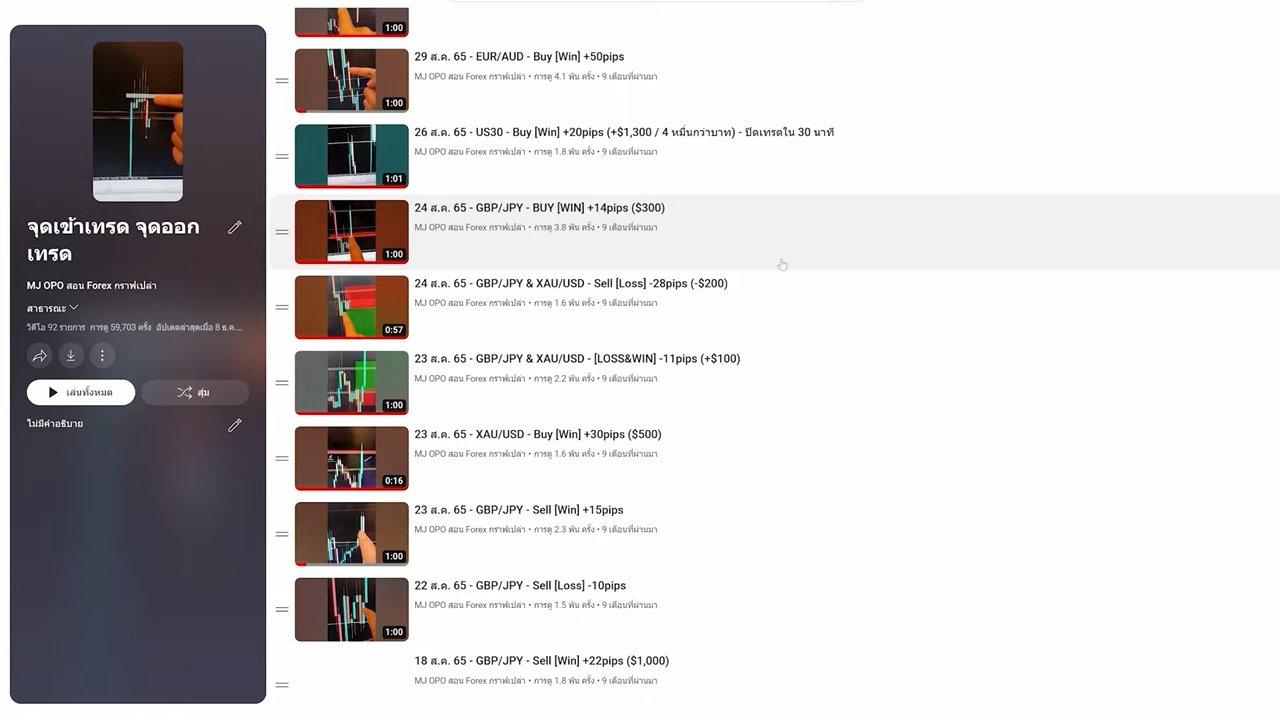 จุดเข้าเทรด จุดออก
เทรด
MJ OPO สอน Forex กราฟเปล่า
สาธารณะ
วิดีโอ 92 รายการ การดู 59,703 ครั้ง อัปเดตล่าสุดเมื่อ 8 ธ.ค....
เล่นทั้งหมด
สุ่ม
ไม่มีคำอธิบาย
1:00
29 ส.ค. 65 - EUR/AUD - Buy [Win] +50pips
MJ OPO สอน Forex กราฟเปล่า • การดู 4.1 พัน ครั้ง • 9 เดือนที่ผ่านมา
1:00
26 ส.ค. 65 - US30 - Buy [Win] +20pips (+$1,300 / 4 หมื่นกว่าบาท) - ปิดเทรดใน 30 นาที
MJ OPO สอน Forex กราฟเปล่า • การดู 1.8 พัน ครั้ง • 9 เดือนที่ผ่านมา
1:01
24 ส.ค. 65 - GBP/JPY - BUY [WIN] +14pips ($300)
MJ OPO สอน Forex กราฟเปล่า • การดู 3.8 พัน ครั้ง • 9 เดือนที่ผ่านมา
1:00
24 ส.ค. 65 - GBP/JPY & XAU/USD - Sell [Loss] -28pips (-$200)
MJ OPO สอน Forex กราฟเปล่า • การดู 1.6 พัน ครั้ง • 9 เดือนที่ผ่านมา
0:57
23 ส.ค. 65 - GBP/JPY & XAU/USD - [LOSS&WIN] -11pips (+$100)
MJ OPO สอน Forex กราฟเปล่า • การดู 2.2 พัน ครั้ง • 9 เดือนที่ผ่านมา
1:00
23 ส.ค. 65 - XAU/USD - Buy [Win] +30pips ($500)
MJ OPO สอน Forex กราฟเปล่า • การดู 1.6 พัน ครั้ง • 9 เดือนที่ผ่านมา
0:16
23 ส.ค. 65 - GBP/JPY - Sell [Win] +15pips
MJ OPO สอน Forex กราฟเปล่า • การดู 2.3 พัน ครั้ง • 9 เดือนที่ผ่านมา
1:00
22 ส.ค. 65 - GBP/JPY - Sell [Loss] -10pips
MJ OPO สอน Forex กราฟเปล่า • การดู 1.5 พัน ครั้ง • 9 เดือนที่ผ่านมา
1:00
18 ส.ค. 65 - GBP/JPY - Sell [Win] +22pips ($1,000)
MJ OPO สอน Forex กราฟเปล่า • การดู 1.8 พัน ครั้ง • 9 เดือนที่ผ่านมา